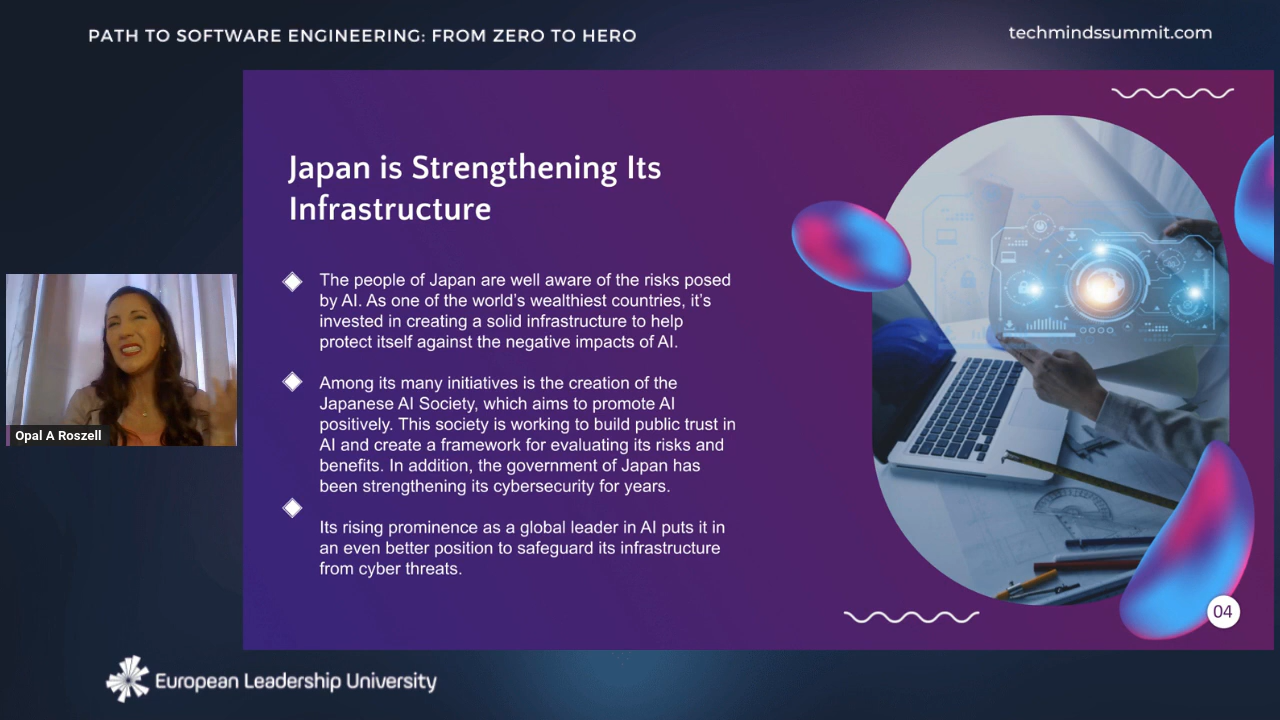 PATH TO SOFTWARE ENGINEERING: FROM ZERO TO HERO
techmindssummit.com
Japan is Strengthening Its
Infrastructure
The people of Japan are well aware of the risks posed
by AI. As one of the world's wealthiest countries, it's
invested in creating a solid infrastructure to help
protect itself against the negative impacts of AI.
Among its many initiatives is the creation of the
Japanese AI Society, which aims to promote AI
positively. This society is working to build public trust in
AI and create a framework for evaluating its risks and
benefits. In addition, the government of Japan has
been strengthening its cybersecurity for years.
Its rising prominence as a global leader in AI puts it in
an even better position to safeguard its infrastructure
from cyber threats.
Opal A Roszell
04
European Leadership University